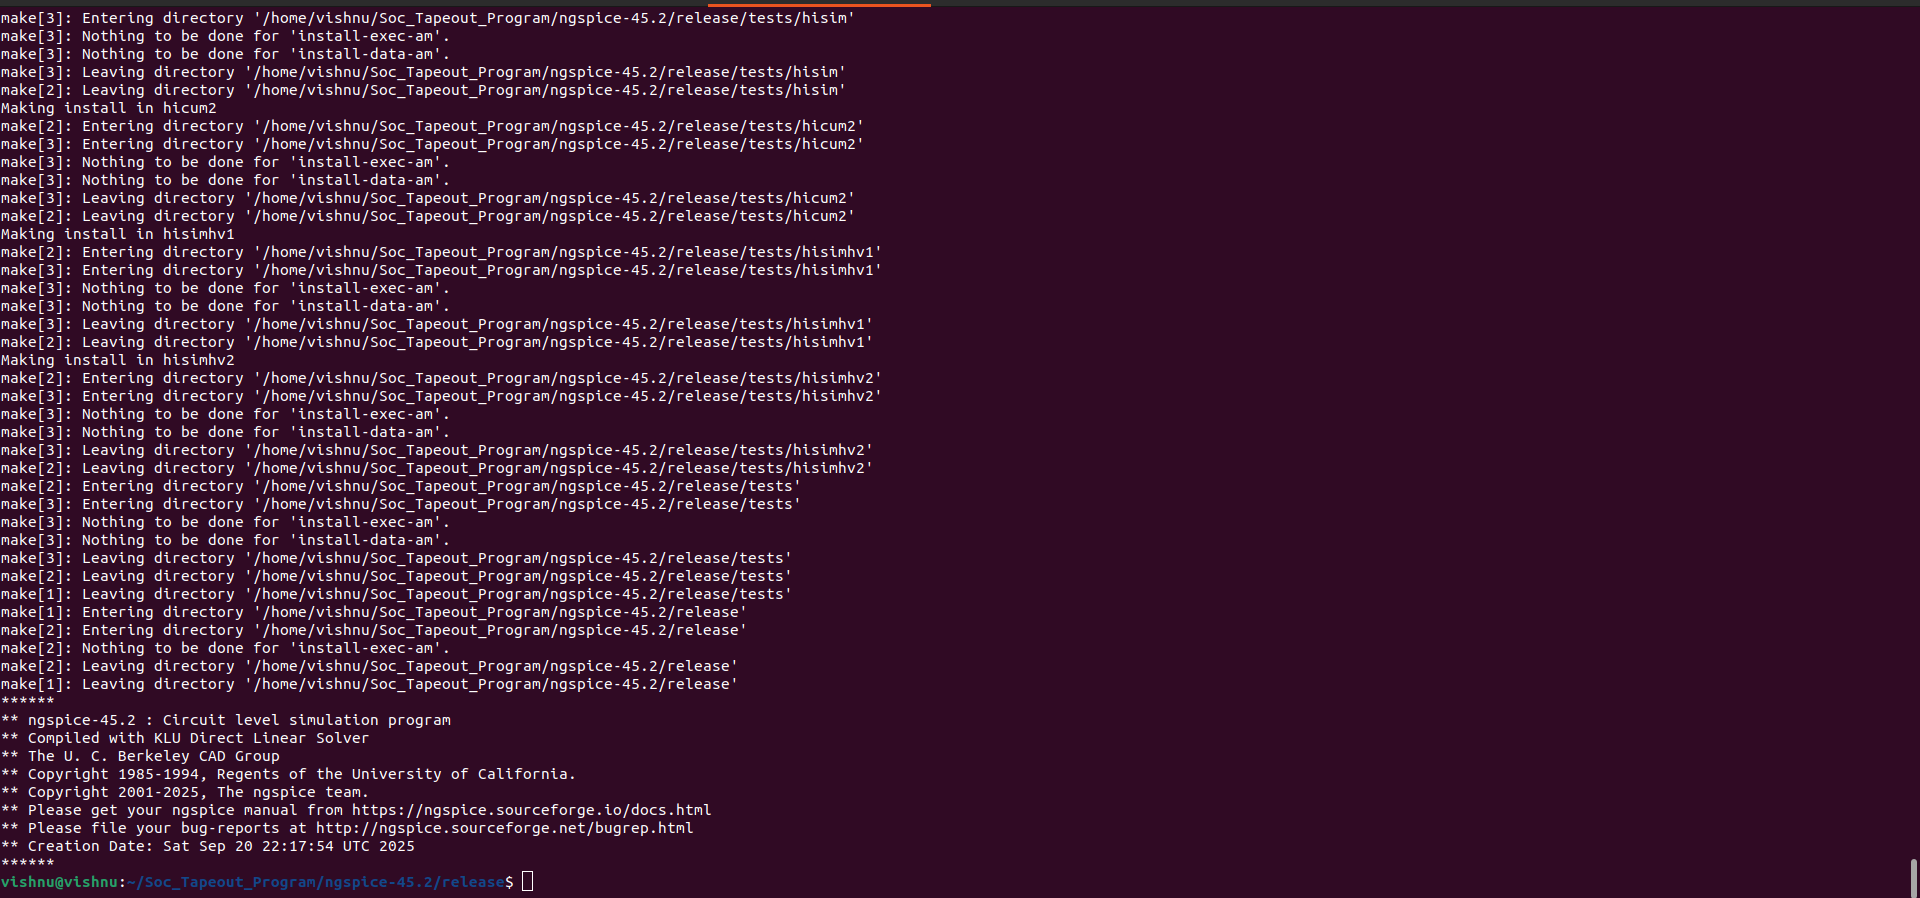 make[3]: Entering directory '/home/vishnu/Soc_Tapeout_Program/ngspice-45.2/release/tests/hisim'
make[3]: Nothing to be done for 'install-exec-am'.
make[3]: Nothing to be done for 'install-data-am'.
make[3]: Leaving directory '/home/vishnu/Soc_Tapeout_Program/ngspice-45.2/release/tests/hisim'
make[2]: Leaving directory '/home/vishnu/Soc_Tapeout_Program/ngspice-45.2/release/tests/hisim'
Making install in hicum2
make[2]: Entering directory '/home/vishnu/Soc_Tapeout_Program/ngspice-45.2/release/tests/hicum2'
make[3]: Entering directory '/home/vishnu/Soc_Tapeout_Program/ngspice-45.2/release/tests/hicum2'
make[3]: Nothing to be done for 'install-exec-am'.
make[3]: Nothing to be done for 'install-data-am'.
make[3]: Leaving directory '/home/vishnu/Soc_Tapeout_Program/ngspice-45.2/release/tests/hicum2'
make[2]: Leaving directory '/home/vishnu/Soc_Tapeout_Program/ngspice-45.2/release/tests/hicum2'
Making install in hisimhv1
make[2]: Entering directory '/home/vishnu/Soc_Tapeout_Program/ngspice-45.2/release/tests/hisimhv1'
make[3]: Entering directory '/home/vishnu/Soc_Tapeout_Program/ngspice-45.2/release/tests/hisimhv1'
make[3]: Nothing to be done for 'install-exec-am'.
make[3]: Nothing to be done for 'install-data-am'.
make[3]: Leaving directory '/home/vishnu/Soc_Tapeout_Program/ngspice-45.2/release/tests/hisimhv1'
make[2]: Leaving directory '/home/vishnu/Soc_Tapeout_Program/ngspice-45.2/release/tests/hisimhv1'
Making install in hisimhv2
make[2]: Entering directory '/home/vishnu/Soc_Tapeout_Program/ngspice-45.2/release/tests/hisimhv2'
make[3]: Entering directory '/home/vishnu/Soc_Tapeout_Program/ngspice-45.2/release/tests/hisimhv2'
make[3]: Nothing to be done for 'install-exec-am'.
make[3]: Nothing to be done for 'install-data-am'.
make[3]: Leaving directory '/home/vishnu/Soc_Tapeout_Program/ngspice-45.2/release/tests/hisimhv2'
make[2]: Leaving directory '/home/vishnu/Soc_Tapeout_Program/ngspice-45.2/release/tests/hisimhv2'
make[2]: Entering directory '/home/vishnu/Soc_Tapeout_Program/ngspice-45.2/release/tests'
make[3]: Entering directory '/home/vishnu/Soc_Tapeout_Program/ngspice-45.2/release/tests'
make[3]: Nothing to be done for 'install-exec-am'.
make[3]: Nothing to be done for 'install-data-am'.
make[3]: Leaving directory '/home/vishnu/Soc_Tapeout_Program/ngspice-45.2/release/tests'
make[2]: Leaving directory '/home/vishnu/Soc_Tapeout_Program/ngspice-45.2/release/tests'
make[1]: Leaving directory '/home/vishnu/Soc_Tapeout_Program/ngspice-45.2/release/tests'
make[1]: Entering directory '/home/vishnu/Soc_Tapeout_Program/ngspice-45.2/release'
make[2]: Entering directory '/home/vishnu/Soc_Tapeout_Program/ngspice-45.2/release'
make[2]: Nothing to be done for 'install-exec-am'.
make[2]: Leaving directory '/home/vishnu/Soc_Tapeout_Program/ngspice-45.2/release'
make[1]: Leaving directory '/home/vishnu/Soc_Tapeout_Program/ngspice-45.2/release'
******
** ngspice-45.2 : Circuit level simulation program
** Compiled with KLU Direct Linear Solver
** The U. C. Berkeley CAD Group
** Copyright 1985-1994, Regents of the University of California.
** Copyright 2001-2025, The ngspice team.
** Please get your ngspice manual from https://ngspice.sourceforge.io/docs.html
** Please file your bug-reports at http://ngspice.sourceforge.net/bugrep.html
** Creation Date: Sat Sep 20 22:17:54 UTC 2025
******
vishnu@vishnu:~/Soc_Tapeout_Program/ngspice-45.2/release$